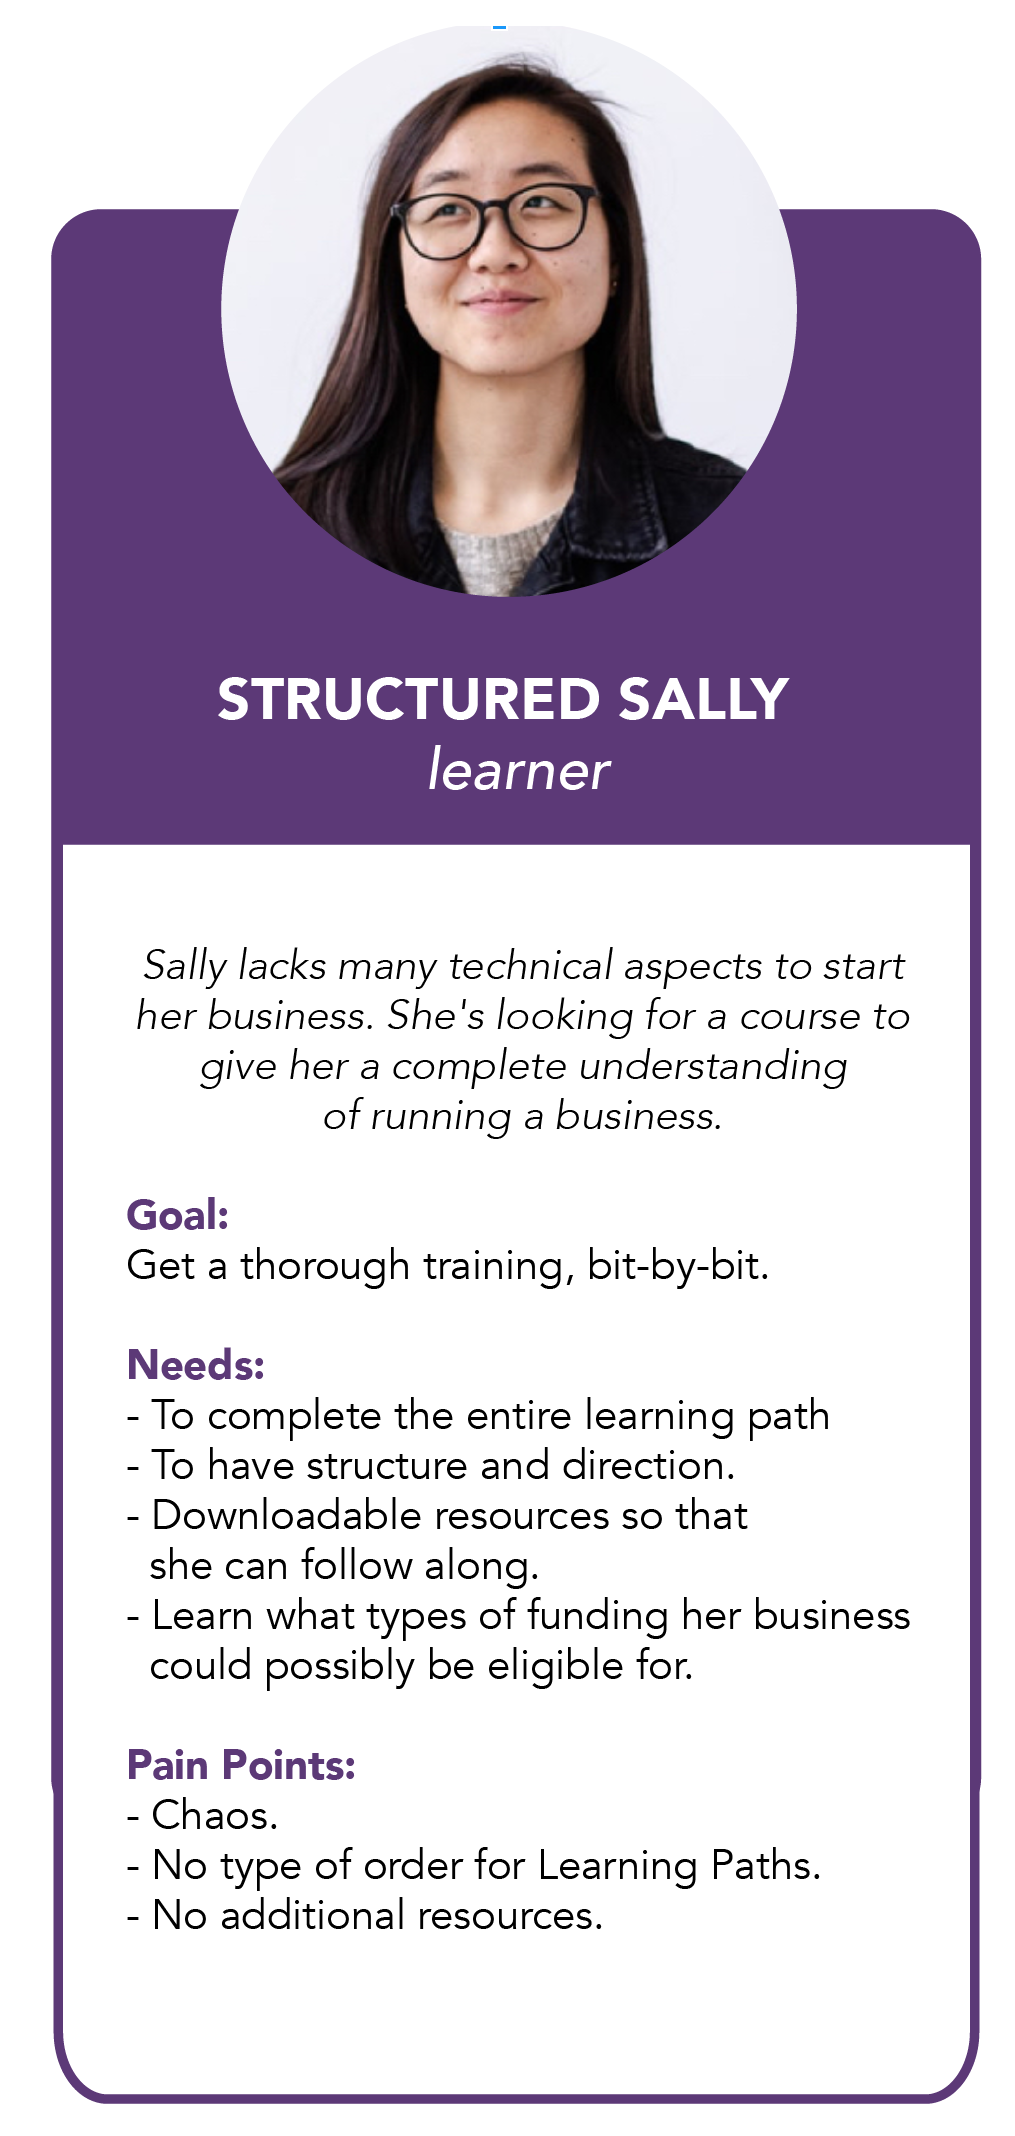 STRUCTURED SALLY
learner
Sally lacks many technical aspects to start
her business. She's looking for a course to
give her a complete understanding
of running a business.
Goal:
Get a thorough training, bit-by-bit.
Needs:
- To complete the entire learning path
- To have structure and direction.
- Downloadable resources so that
she can follow along.
- Learn what types of funding her business
could possibly be eligible for.
Pain Points:
- Chaos.
- No type of order for Learning Paths.
- No additional resources.